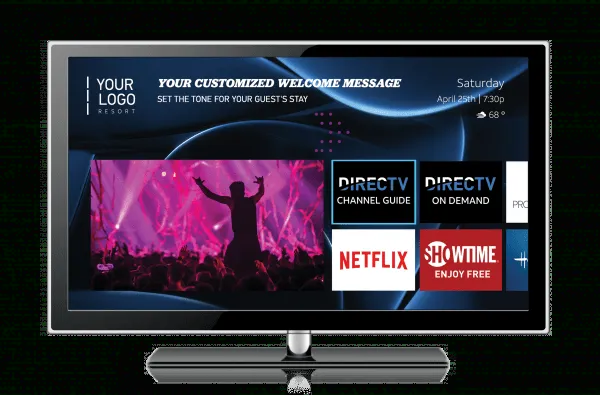 YOUR
LOGO
RESORT
YOUR CUSTOMIZED WELCOME MESSAGE
SET THE TONE FOR YOUR GUEST'S STAY
Saturday
April 25th | 7:30p
68°
DIRECTV
CHANNEL GUIDE
DIRECTV
ON DEMAND
NETFLIX
SHOWTIME
ENJOY FREE